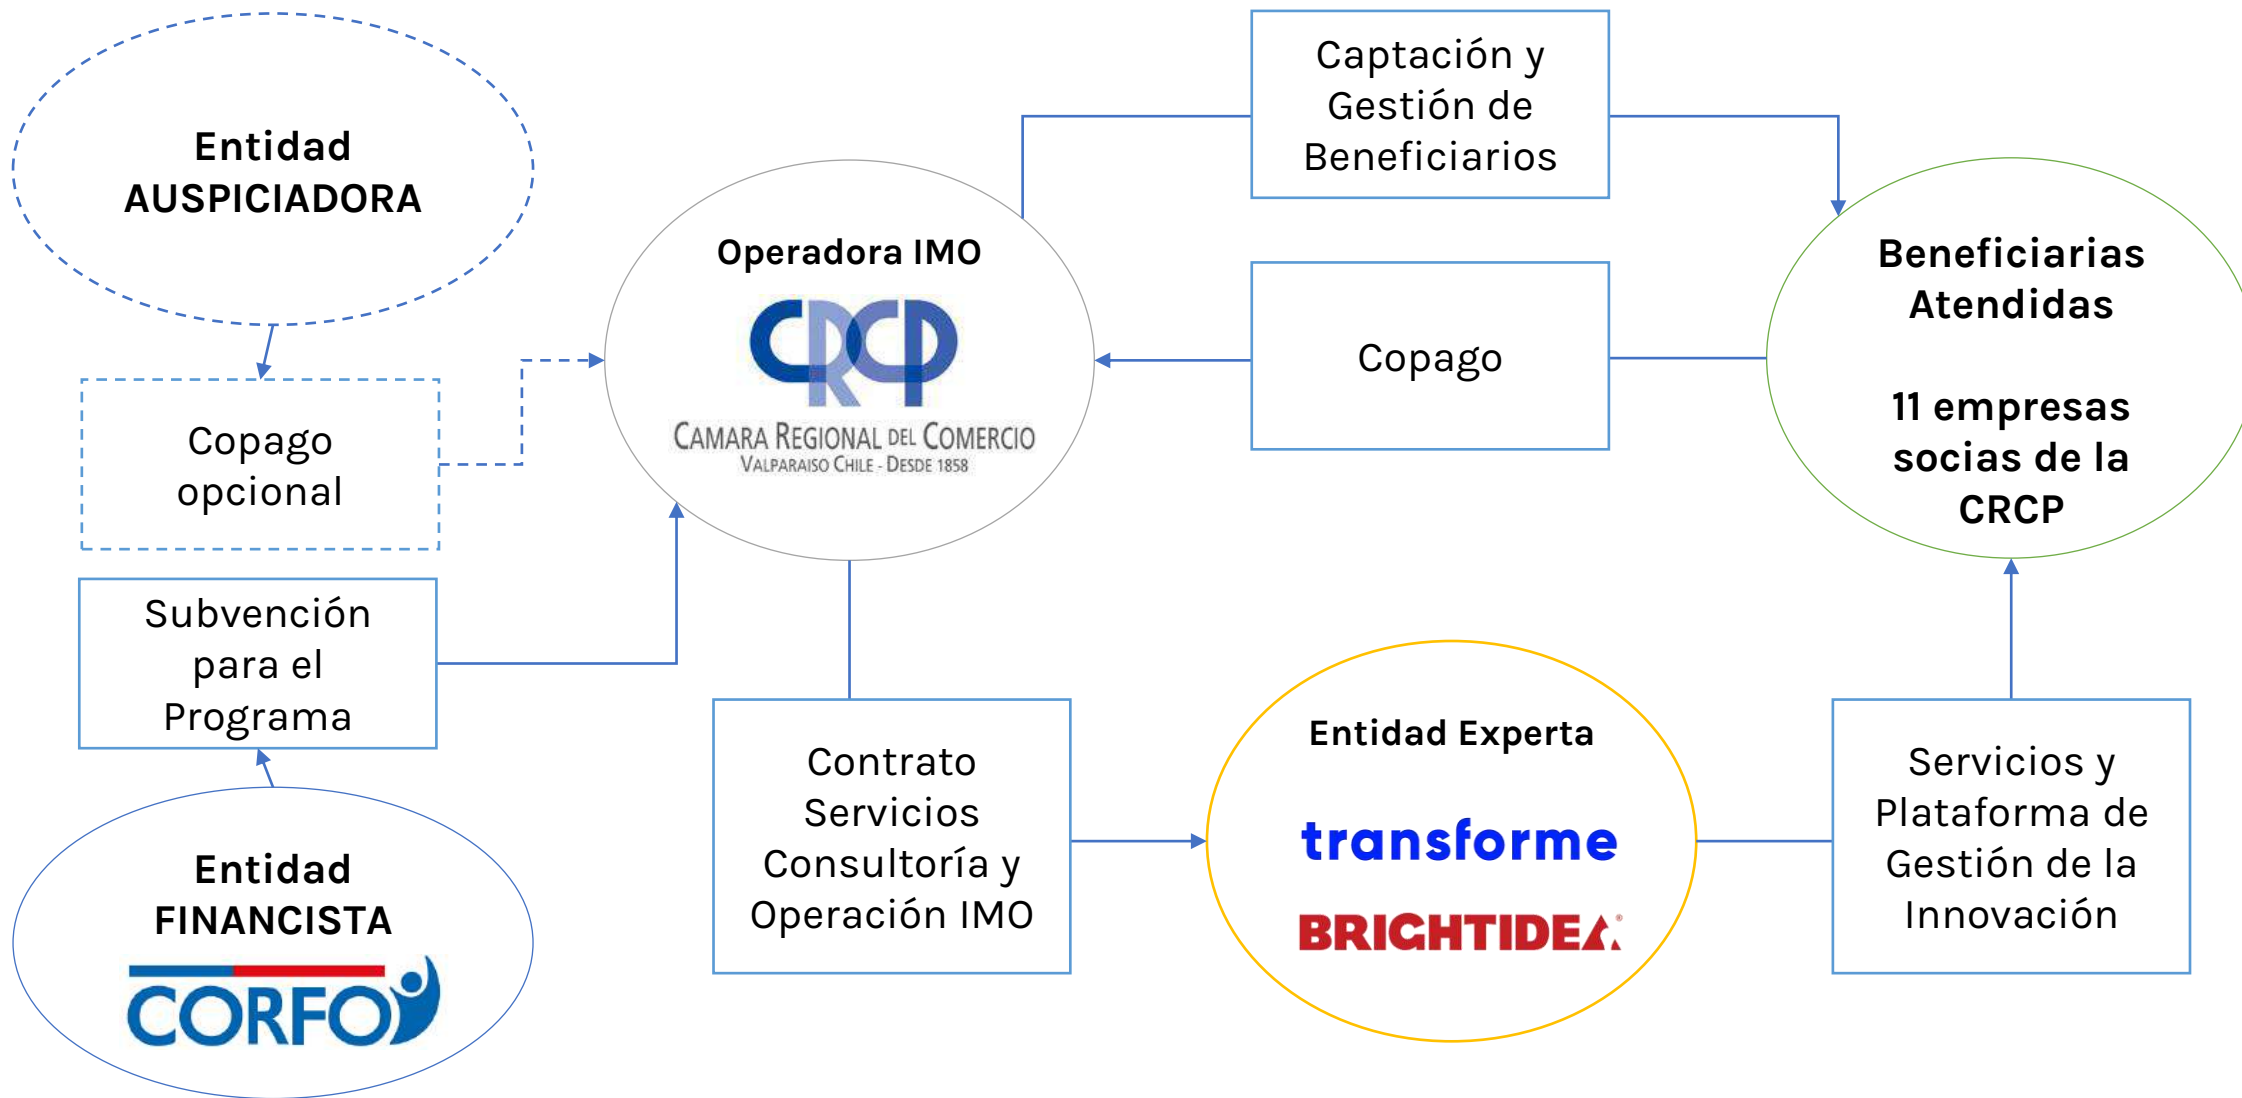 Entidad
AUSPICIADORA
Copago
opcional
Subvención
para el
Programa
Entidad
FINANCISTA
CORFO
Operadora IMO
CRCP
CAMARA REGIONAL DEL COMERCIO
VALPARAISO CHILE - DESDE 1858
Captación y
Gestión de
Beneficiarios
Copago
Beneficiarias
Atendidas
11 empresas
socias de la
CRCP
Contrato
Servicios
Consultoría y
Operación IMO
Entidad Experta
transforme
BRIGHTIDEA®
Servicios y
Plataforma de
Gestión de la
Innovación